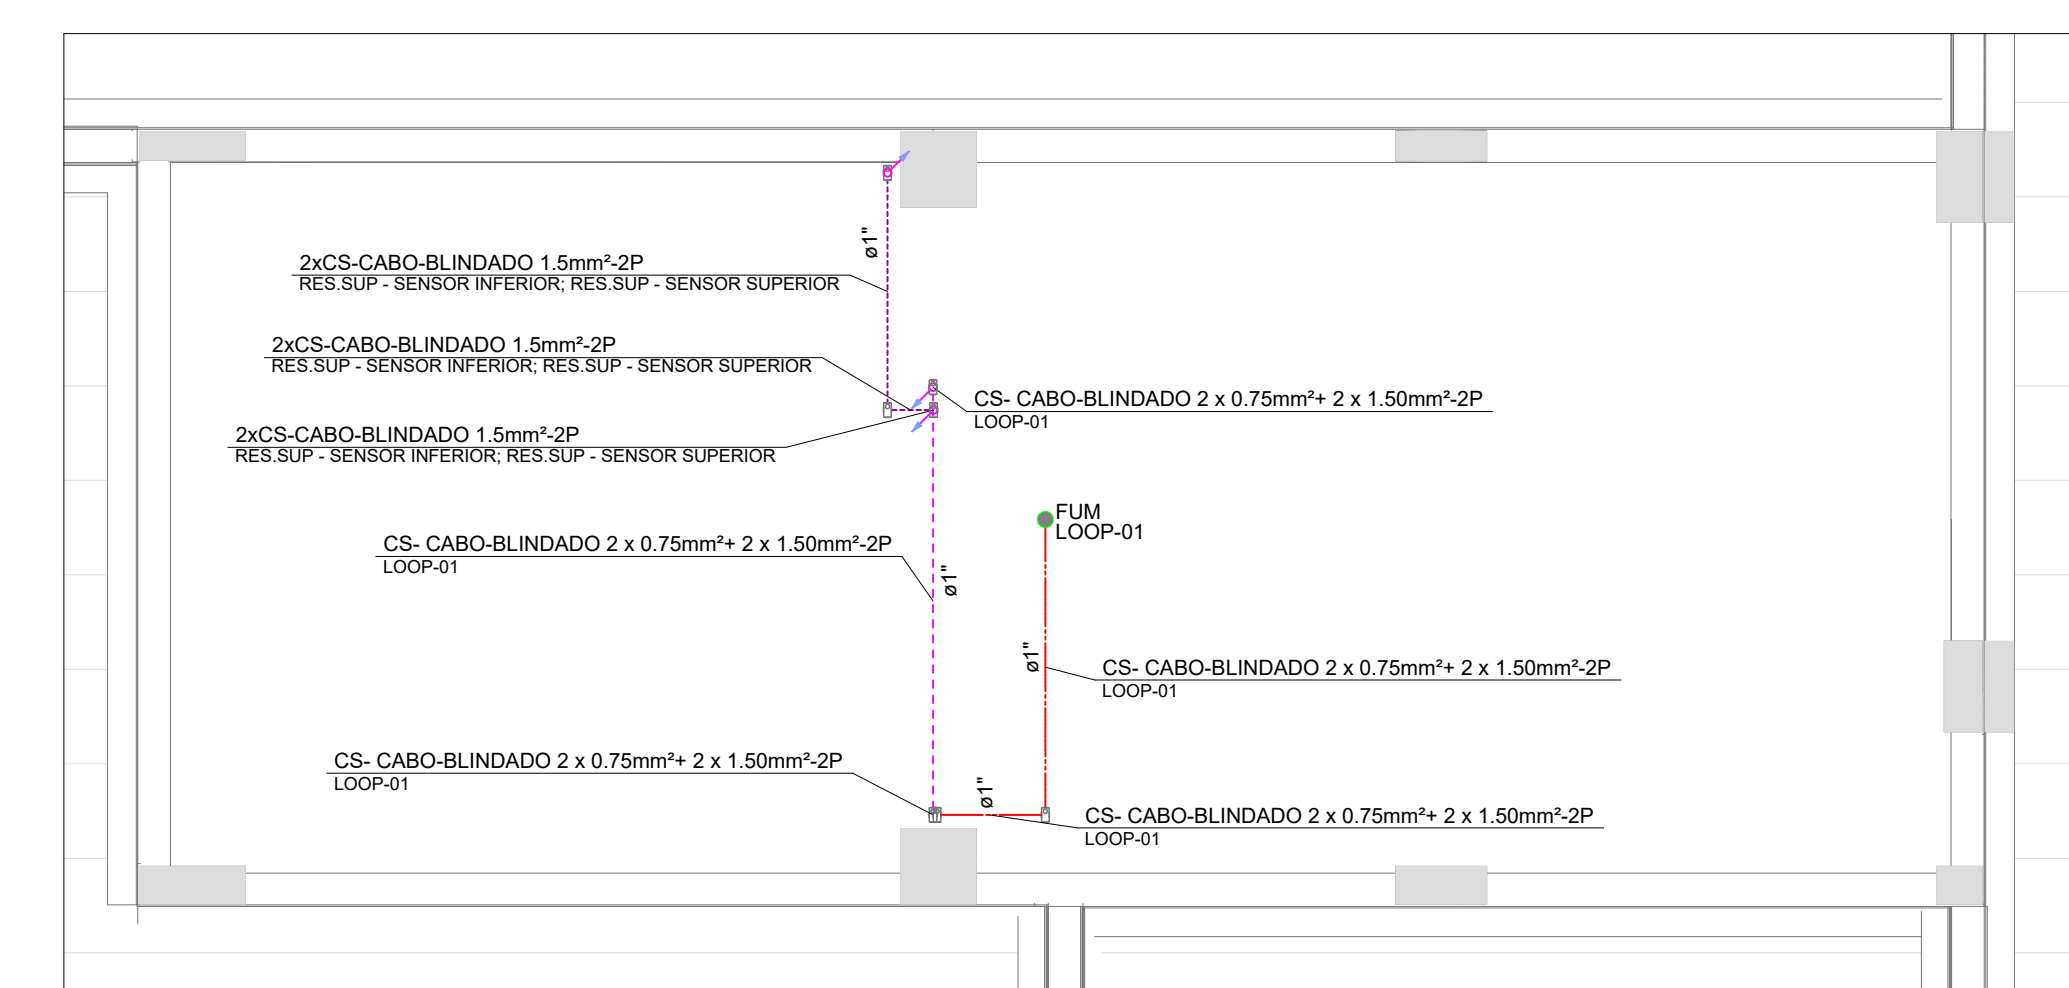 ø1"
2xCS-CABO-BLINDADO 1.5mm²-2P
RES.SUP - SENSOR INFERIOR; RES.SUP - SENSOR SUPERIOR
2xCS-CABO-BLINDADO 1.5mm²-2P
RES.SUP - SENSOR INFERIOR; RES.SUP - SENSOR SUPERIOR
CS- CABO-BLINDADO 2 x 0.75mm²+ 2 x 1.50mm²-2P
LOOP-01
2xCS-CABO-BLINDADO 1.5mm²-2P
RES.SUP - SENSOR INFERIOR; RES.SUP - SENSOR SUPERIOR
FUM
LOOP-01
CS- CABO-BLINDADO 2 x 0.75mm²+ 2 x 1.50mm²-2P
LOOP-01
ø1"
ø1"
CS- CABO-BLINDADO 2 x 0.75mm²+ 2 x 1.50mm²-2P
LOOP-01
CS- CABO-BLINDADO 2 x 0.75mm²+ 2 x 1.50mm²-2P
LOOP-01
ø1"
CS- CABO-BLINDADO 2 x 0.75mm²+ 2 x 1.50mm²-2P
LOOP-01